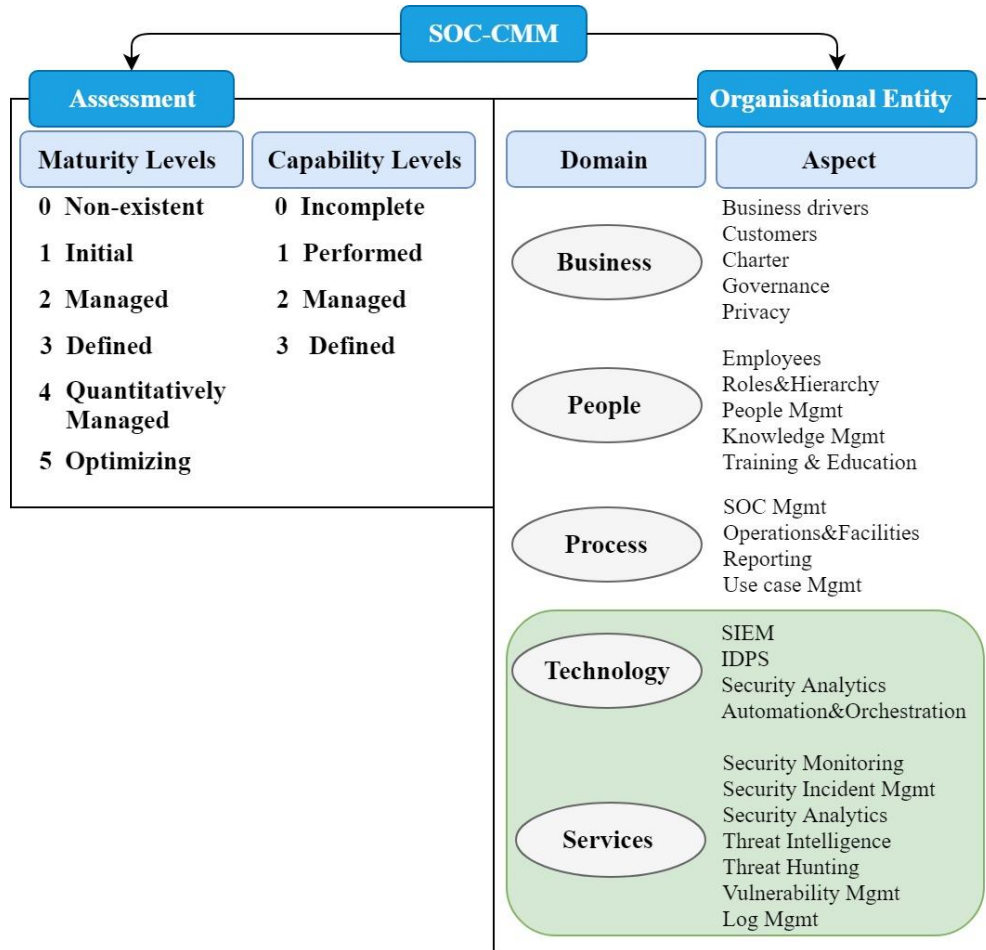 SOC-CMM
Assessment
Organisational Entity
Maturity Levels
Capability Levels
0 Non-existent
1 Initial
2 Managed
3 Defined
4 Quantitatively
Managed
5 Optimizing
0 Incomplete
1 Performed
2 Managed
3 Defined
Domain
Aspect
Business
Business drivers
Customers
Charter
Governance
Privacy
People
Employees
Roles&Hierarchy
People Mgmt
Knowledge Mgmt
Training & Education
Process
SOC Mgmt
Operations&Facilities
Reporting
Use case Mgmt
Technology
SIEM
IDPS
Security Analytics
Automation&Orchestration
Services
Security Monitoring
Security Incident Mgmt
Security Analytics
Threat Intelligence
Threat Hunting
Vulnerability Mgmt
Log Mgmt